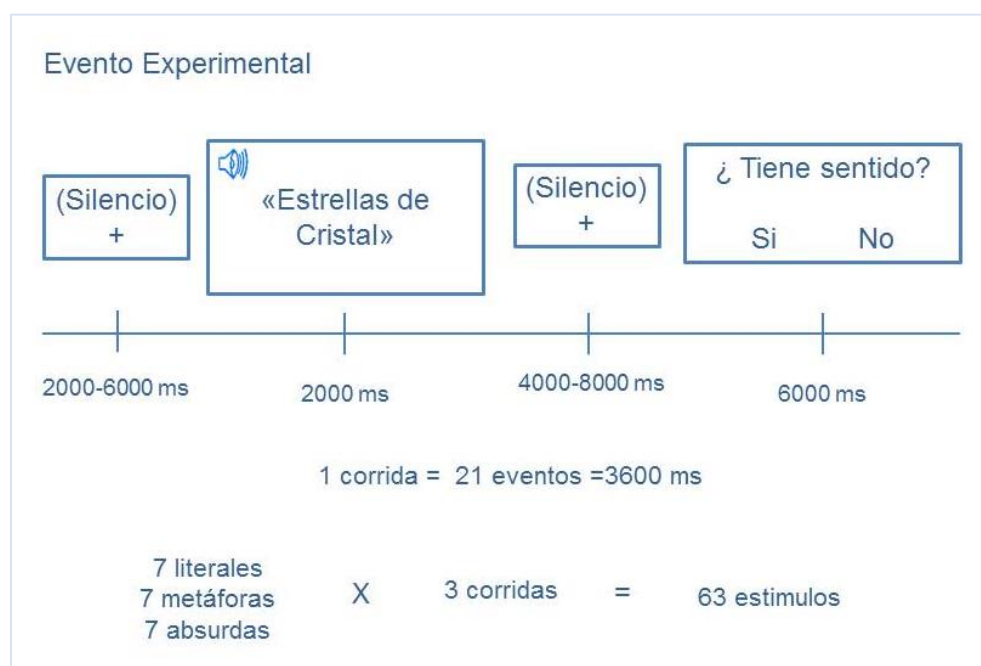 Evento Experimental
(Silencio)
+
«Estrellas de
Cristal»
(Silencio)
+
¿ Tiene sentido?
Si No
2000-6000 ms
2000 ms
4000-8000 ms
6000 ms
1 corrida = 21 eventos =3600 ms
7 literales
7 metáforas
7 absurdas
X
3 corridas
=
63 estimulos